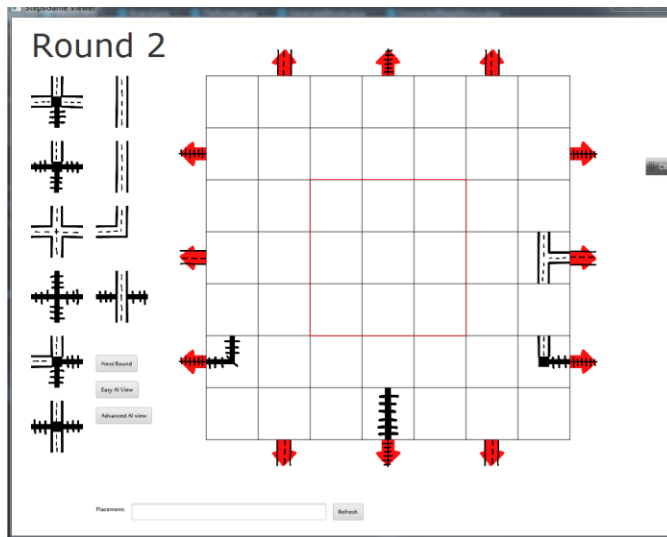 StepsGame Viewer
Round 2
Next Round
Easy AI View
Advanced AI view
Placement:
Refresh